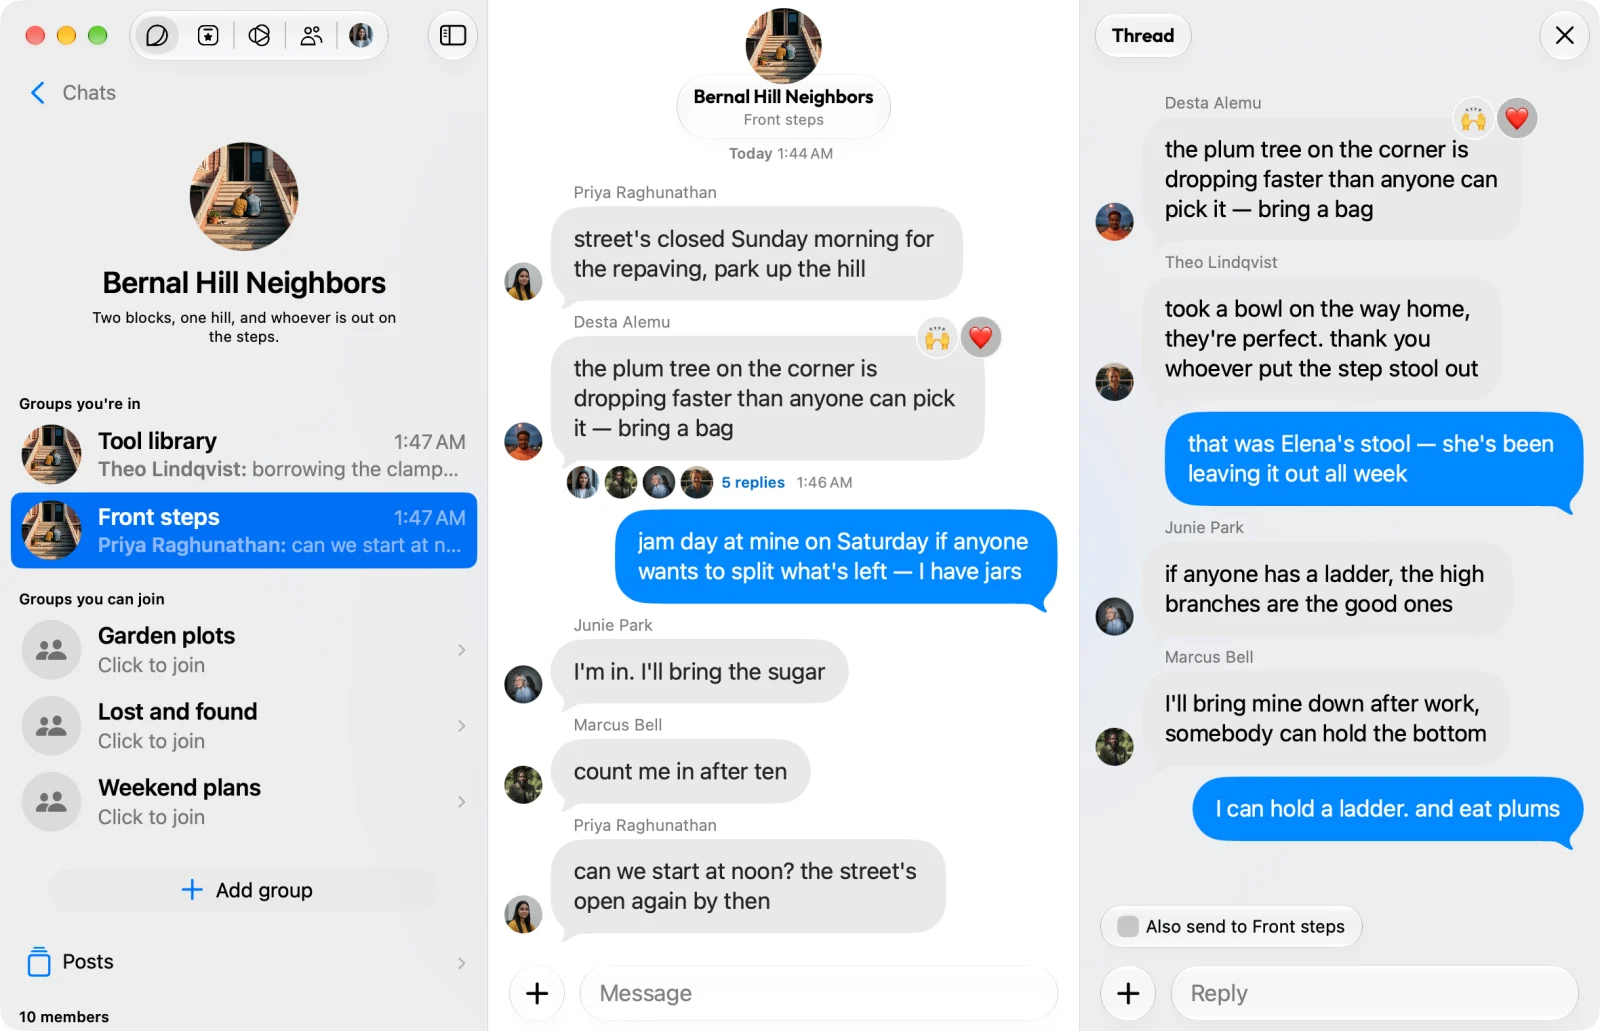 Chats
Bernal Hill Neighbors
Two blocks, one hill, and whoever is out on
the steps.
Groups you're in
Tool library 1:47 AM
Theo Lindqvist: borrowing the clamp...
Front steps 1:47 AM
Priya Raghunathan: can we start at n...
Groups you can join
Garden plots
Click to join
Lost and found
Click to join
Weekend plans
Click to join
Add group
Posts
10 members
Bernal Hill Neighbors
Front steps
Today 1:44 AM
Priya Raghunathan
street's closed Sunday morning for
the repaving, park up the hill
Desta Alemu
the plum tree on the corner is
dropping faster than anyone can pick
it — bring a bag
5 replies 1:46 AM
jam day at mine on Saturday if anyone
wants to split what's left — I have jars
Junie Park
I'm in. I'll bring the sugar
Marcus Bell
count me in after ten
Priya Raghunathan
can we start at noon? the street's
open again by then
Message
Thread
Desta Alemu
the plum tree on the corner is
dropping faster than anyone can
pick it — bring a bag
Theo Lindqvist
took a bowl on the way home,
they're perfect. thank you
whoever put the step stool out
that was Elena's stool — she's been
leaving it out all week
Junie Park
if anyone has a ladder, the high
branches are the good ones
Marcus Bell
I'll bring mine down after work,
somebody can hold the bottom
I can hold a ladder. and eat plums
Also send to Front steps
Reply